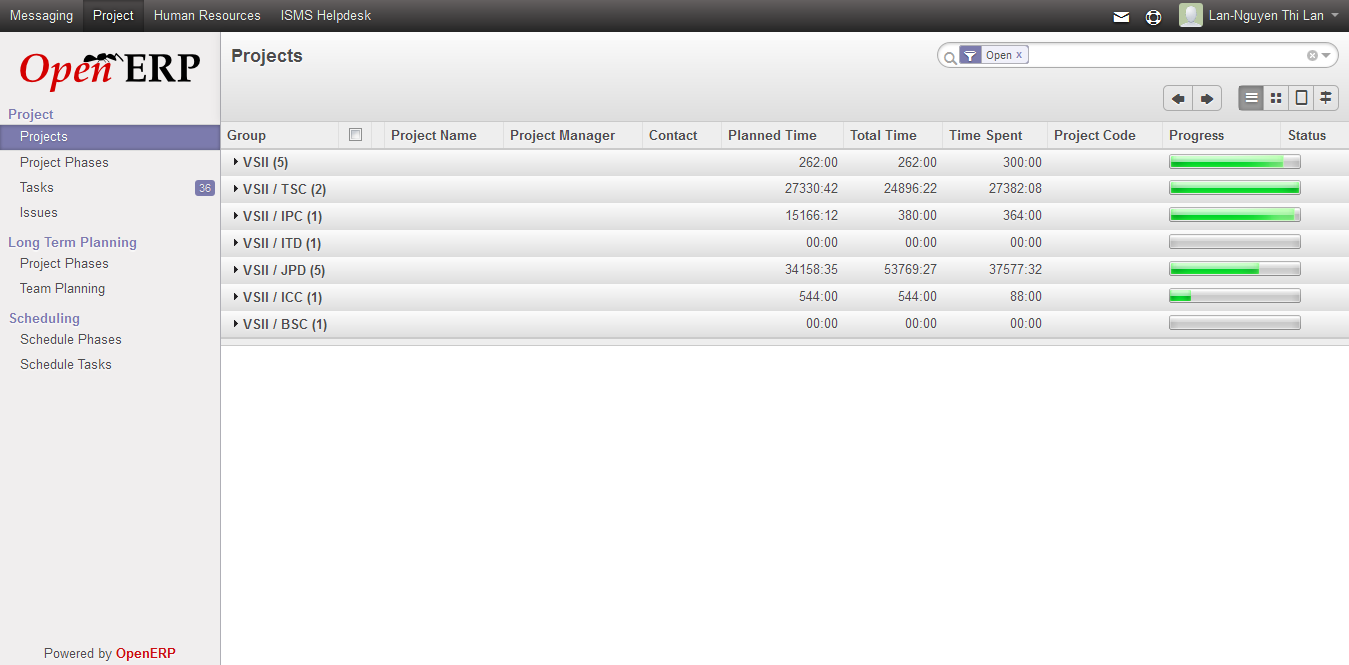 Messaging Project Human Resources ISMS Helpdesk Lan-Nguyen Thi Lan
Open ERP
Project
Projects
Project Phases
Tasks 36
Issues
Long Term Planning
Project Phases
Team Planning
Scheduling
Schedule Phases
Schedule Tasks
Powered by OpenERP
Projects
Open x
Group Project Name Project Manager Contact Planned Time Total Time Time Spent Project Code Progress Status
VSII (5) 262:00 262:00 300:00
VSII / TSC (2) 27330:42 24896:22 27382:08
VSII / IPC (1) 15166:12 380:00 364:00
VSII / ITD (1) 00:00 00:00 00:00
VSII / JPD (5) 34158:35 53769:27 37577:32
VSII / ICC (1) 544:00 544:00 88:00
VSII / BSC (1) 00:00 00:00 00:00